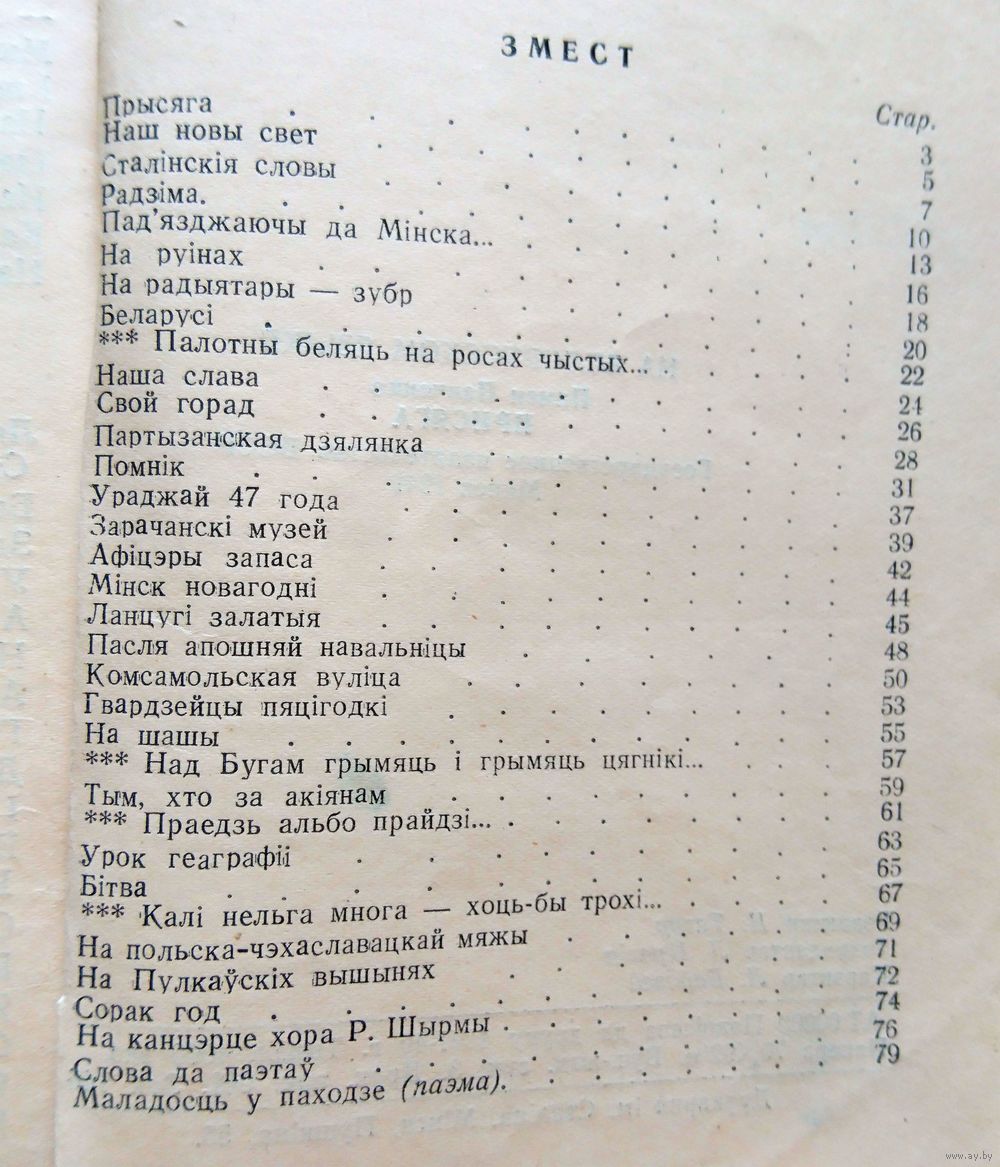 ЗМЕСТ
Стар.
Прысяга . . . . . . . . 3
Наш новы свет . . . . . . . 5
Сталінскія словы . . . . . . . 7
Радзіма. . . . . . . . . 10
Пад’язджаючы да Мінска... . . . . . 13
На руінах . . . . . . . . 16
На радыятары — зубр . . . . . . 18
Беларусі . . . . . . . . 20
*** Палотны беляць на росах чыстых... . . . . 22
Наша слава . . . . . . . . 24
Свой горад . . . . . . . . 26
Партызанская дзялянка . . . . . . 28
Помнік . . . . . . . . 31
Ураджай 47 года . . . . . . . 37
Зарачанскі музей . . . . . . . 39
Афіцэры запаса . . . . . . . 42
Мінск новагодні . . . . . . . 44
Ланцугі залатыя . . . . . . . 45
Пасля апошняй навальніцы . . . . . 48
Комсамольская вуліца . . . . . . 50
Гвардзейцы пяцігодкі . . . . . . 53
На шашы . . . . . . . . 55
*** Над Бугам грымяць і грымяць цягнікі... . . . 57
Тым, хто за акіянам . . . . . . 59
*** Праедзь альбо прайдзі... . . . . . . 61
Урок геаграфіі . . . . . . . 63
Бітва . . . . . . . . 65
*** Калі нельга многа — хоць-бы трохі... . . . . 67
На польска-чэхаславацкай мяжы . . . . 69
На Пулкаўскіх вышынях . . . . . . 71
Сорак год . . . . . . . . 72
На канцэрце хора Р. Шырмы . . . . . 74
Слова да паэтаў . . . . . . . 76
Маладосць у паходзе (паэма). . . . . . 79
www.ay.by